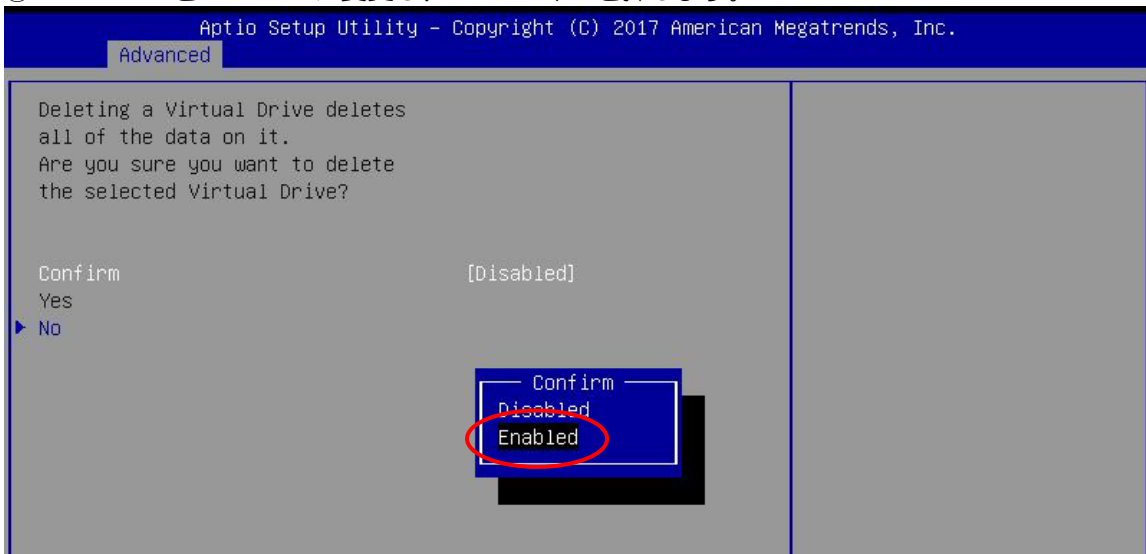 Aptio Setup Utility – Copyright (C) 2017 American Megatrends, Inc.
Advanced
Deleting a Virtual Drive deletes
all of the data on it.
Are you sure you want to delete
the selected Virtual Drive?
Confirm [Disabled]
Yes
No
Confirm
Disabled
Enabled